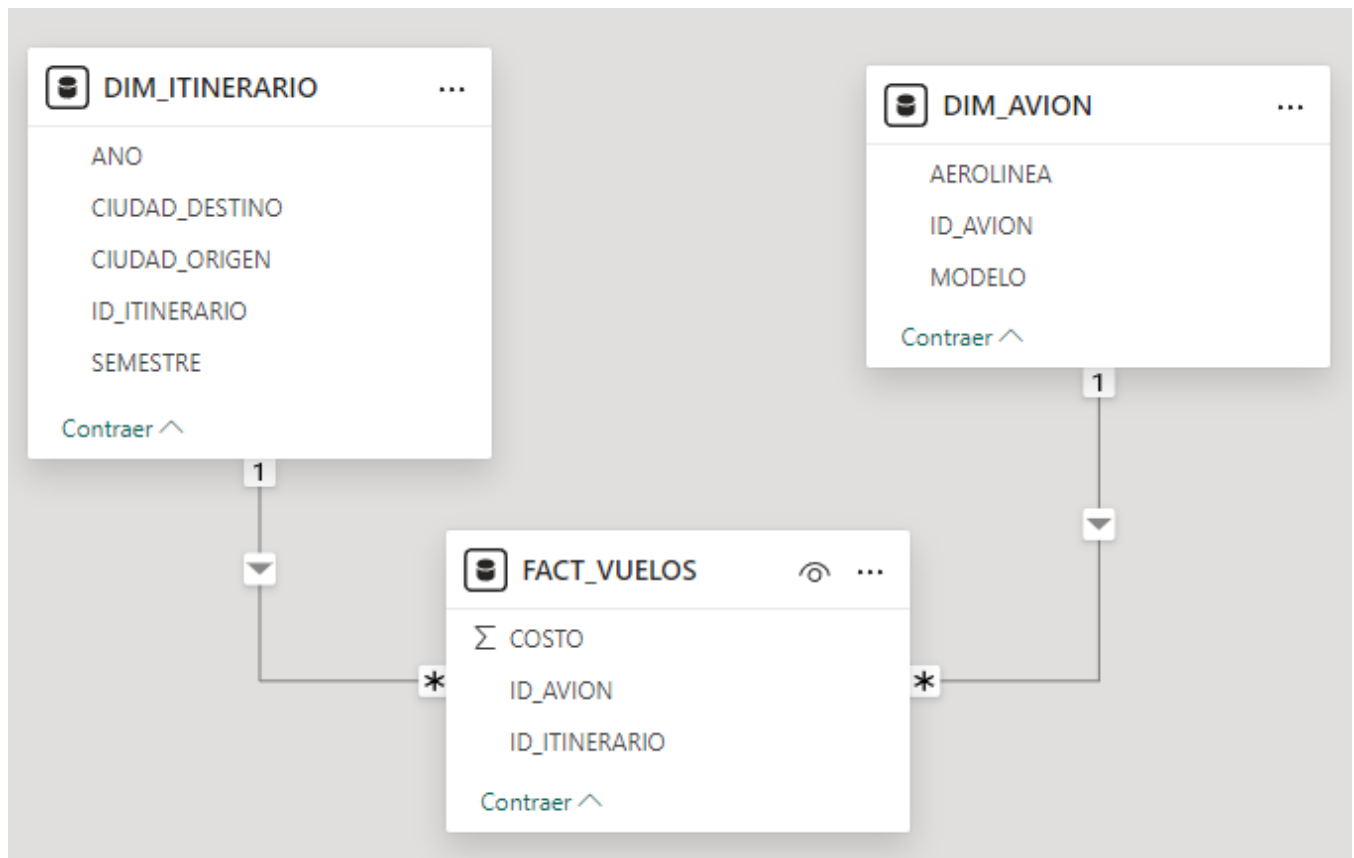 DIM_ITINERARIO
ANO
CIUDAD_DESTINO
CIUDAD_ORIGEN
ID_ITINERARIO
SEMESTRE
Contraer
1
DIM_AVION
AEROLINEA
ID_AVION
MODELO
Contraer
1
FACT_VUELOS
Σ COSTO
ID_AVION
ID_ITINERARIO
Contraer
*
*